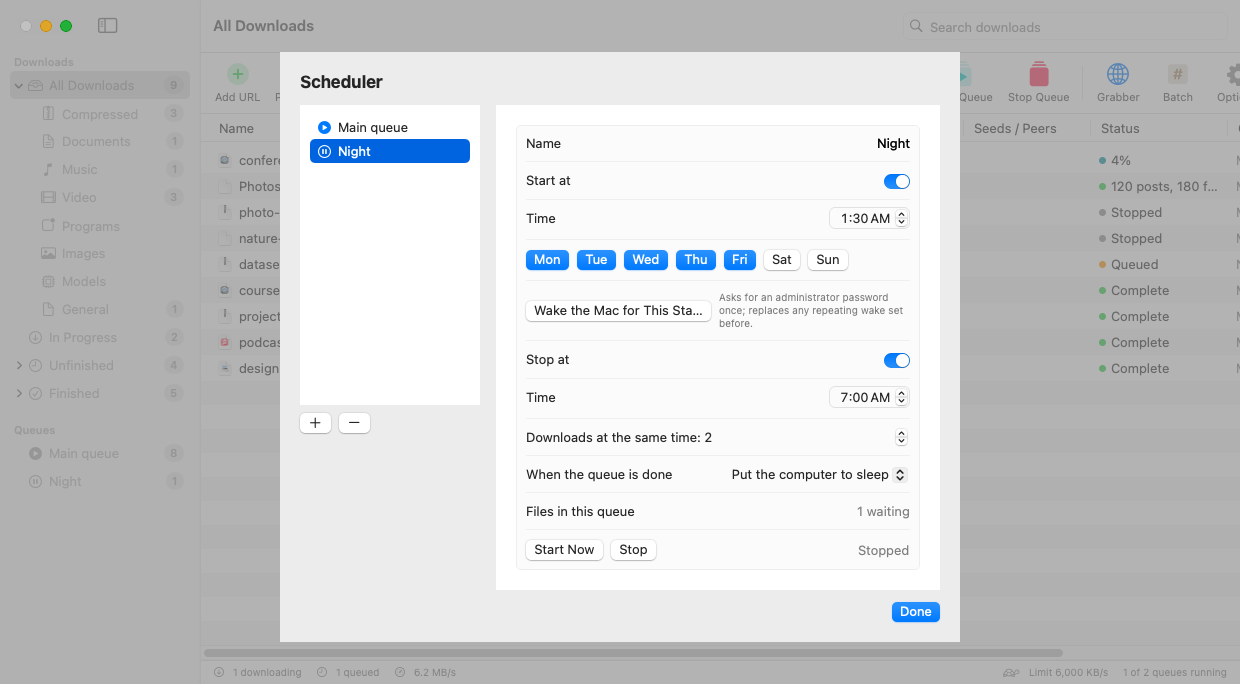 All Downloads
Search downloads
Downloads
All Downloads 9
Compressed 3
Documents 1
Music 1
Video 3
Programs
Images
Models
General 1
In Progress 2
Unfinished 4
Finished 5
Queues
Main queue 8
Night 1
Add URL
Queue
Stop Queue
Grabber
#
Batch
Name
Seeds / Peers
Status
4%
120 posts, 180 f...
Stopped
Stopped
Queued
Complete
Complete
Complete
Complete
Scheduler
Main queue
Night
+
−
Name Night
Start at
Time 1:30 AM
Mon Tue Wed Thu Fri Sat Sun
Wake the Mac for This Sta...
Asks for an administrator password
once; replaces any repeating wake set
before.
Stop at
Time 7:00 AM
Downloads at the same time: 2
When the queue is done Put the computer to sleep
Files in this queue 1 waiting
Start Now Stop Stopped
Done
1 downloading 1 queued 6.2 MB/s
Limit 6,000 KB/s 1 of 2 queues running